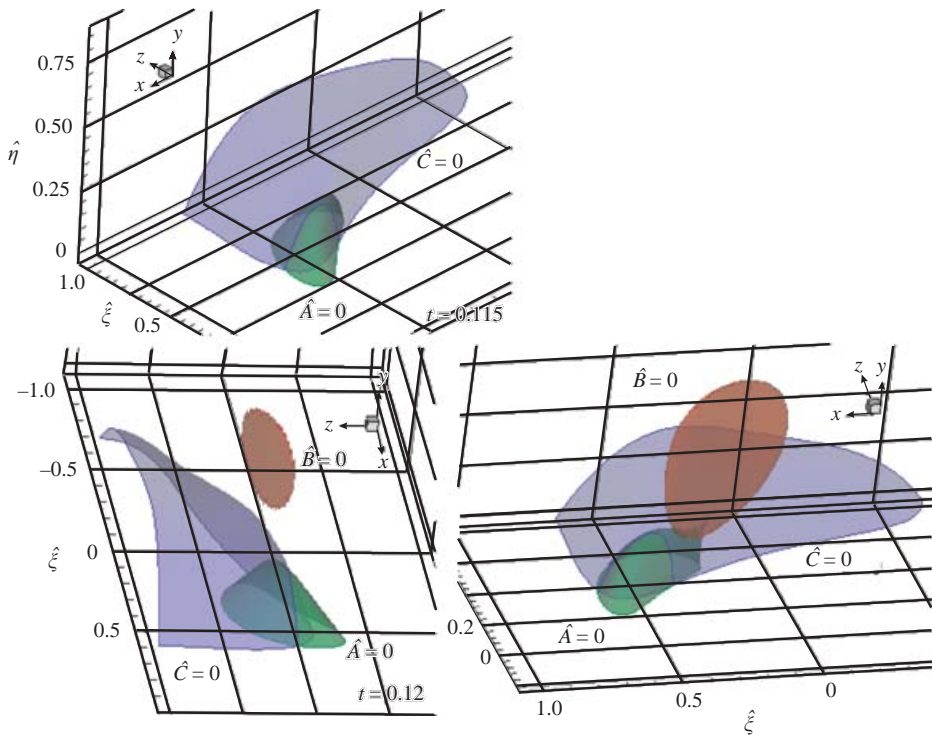 0.75
0.50
η̂
0.25
0
1.0
ξ̂
0.5
z
y
x
Ĉ = 0
Â = 0
t = 0.115
–1.0
–0.5
ξ̂
0
0.5
y
z
x
B̂ = 0
Ĉ = 0
Â = 0
t = 0.12
B̂ = 0
z
y
x
Ĉ = 0
Â = 0
0.2
0
1.0
0.5
0
ξ̂